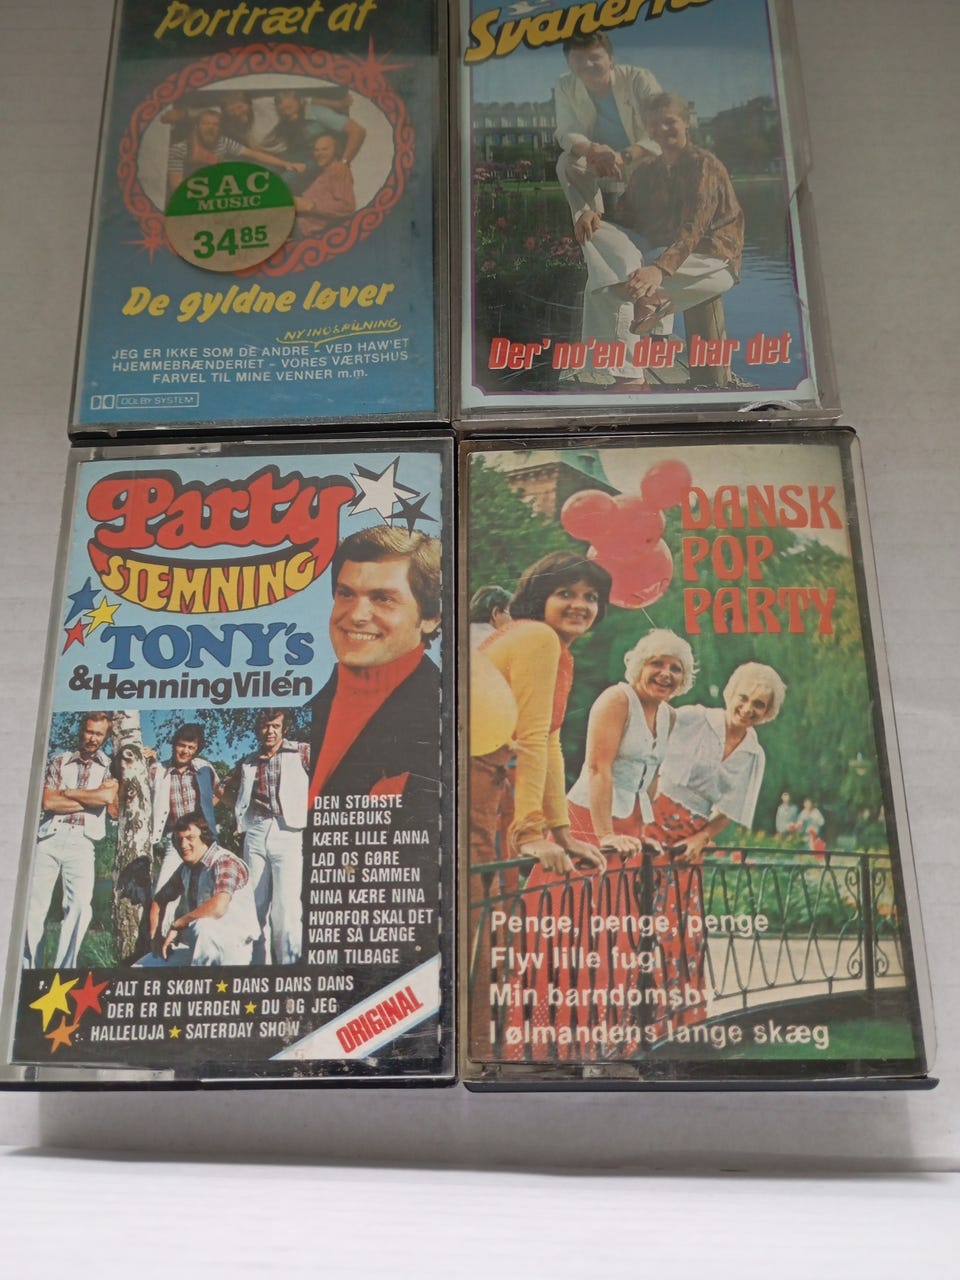 Portræt af
SAC
MUSIC
34.85
De gyldne løver
NY INDSPILNING
JEG ER IKKE SOM DE ANDRE - VED HAW'ET
HJEMMEBRÆNDERIET - VORES VÆRTSHUS
FARVEL TIL MINE VENNER m.m.
DOLBY SYSTEM
Svanerne
Der' no'en der har det
Party
STEMNING
TONY's
& Henning Vilén
DEN STØRSTE
BANGEBUKS
KÆRE LILLE ANNA
LAD OS GØRE
ALTING SAMMEN
NINA KÆRE NINA
HVORFOR SKAL DET
VARE SA LÆNGE
KOM TILBAGE
ALT ER SKØNT ★ DANS DANS DANS
DER ER EN VERDEN ★ DU OG JEG
HALLELUJA ★ SATERDAY SHOW
ORIGINAL
DANSK
POP
PARTY
Penge, penge, penge
Flyv lille fugl
Min barndomsby
I ølmandens lange skæg